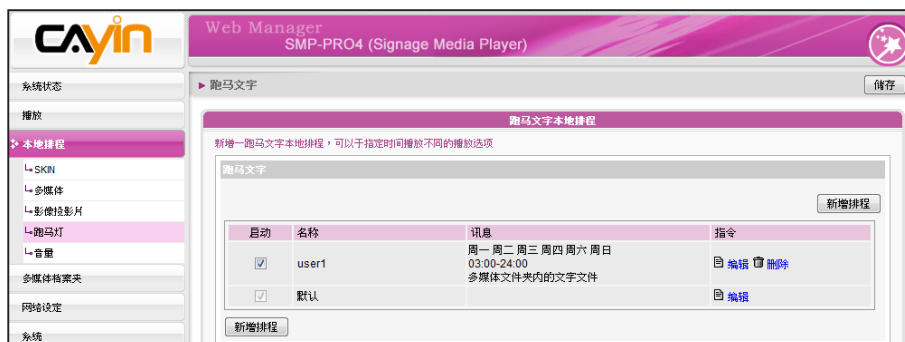 CAYIN
Web Manager
SMP-PRO4 (Signage Media Player)
系统状态
播放
本地排程
SKIN
多媒体
影像投影片
跑马灯
音量
多媒体档案夹
网络设定
系统
跑马文字
储存
跑马文字本地排程
新增一跑马文字本地排程，可以于指定时间播放不同的播放选项
跑马文字
新增排程
启动 名称 讯息 指令
user1
周一 周二 周三 周四 周六 周日
03:00-24:00
多媒体文件夹内的文字文件
编辑 删除
默认 编辑
新增排程